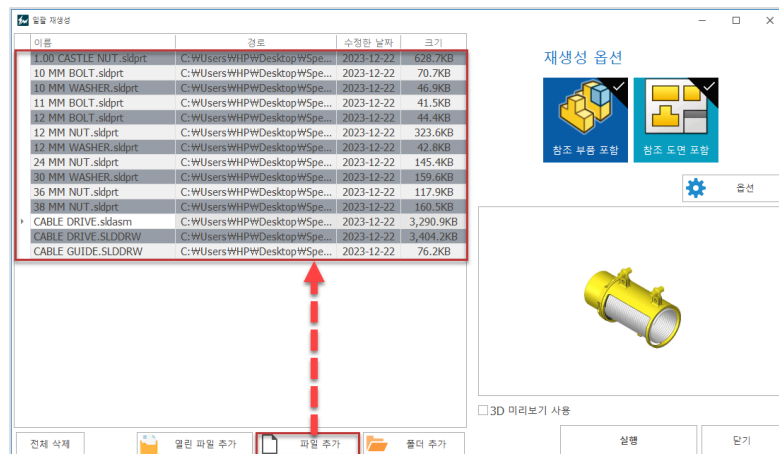 일괄 재생성
이름 경로 수정한 날짜 크기
1.00 CASTLE NUT.sldprt C:₩Users₩HP₩Desktop₩Spe... 2023-12-22 628.7KB
10 MM BOLT.sldprt C:₩Users₩HP₩Desktop₩Spe... 2023-12-22 70.7KB
10 MM WASHER.sldprt C:₩Users₩HP₩Desktop₩Spe... 2023-12-22 46.9KB
11 MM BOLT.sldprt C:₩Users₩HP₩Desktop₩Spe... 2023-12-22 41.5KB
12 MM BOLT.sldprt C:₩Users₩HP₩Desktop₩Spe... 2023-12-22 44.4KB
12 MM NUT.sldprt C:₩Users₩HP₩Desktop₩Spe... 2023-12-22 323.6KB
12 MM WASHER.sldprt C:₩Users₩HP₩Desktop₩Spe... 2023-12-22 42.8KB
24 MM NUT.sldprt C:₩Users₩HP₩Desktop₩Spe... 2023-12-22 145.4KB
30 MM WASHER.sldprt C:₩Users₩HP₩Desktop₩Spe... 2023-12-22 159.6KB
36 MM NUT.sldprt C:₩Users₩HP₩Desktop₩Spe... 2023-12-22 117.9KB
38 MM NUT.sldprt C:₩Users₩HP₩Desktop₩Spe... 2023-12-22 160.5KB
CABLE DRIVE.sldasm C:₩Users₩HP₩Desktop₩Spe... 2023-12-22 3,290.9KB
CABLE DRIVE.SLDDRW C:₩Users₩HP₩Desktop₩Spe... 2023-12-22 3,404.2KB
CABLE GUIDE.SLDDRW C:₩Users₩HP₩Desktop₩Spe... 2023-12-22 76.2KB
재생성 옵션
참조 부품 포함 참조 도면 포함
옵션
3D 미리보기 사용
전체 삭제 열린 파일 추가 파일 추가 폴더 추가 실행 닫기